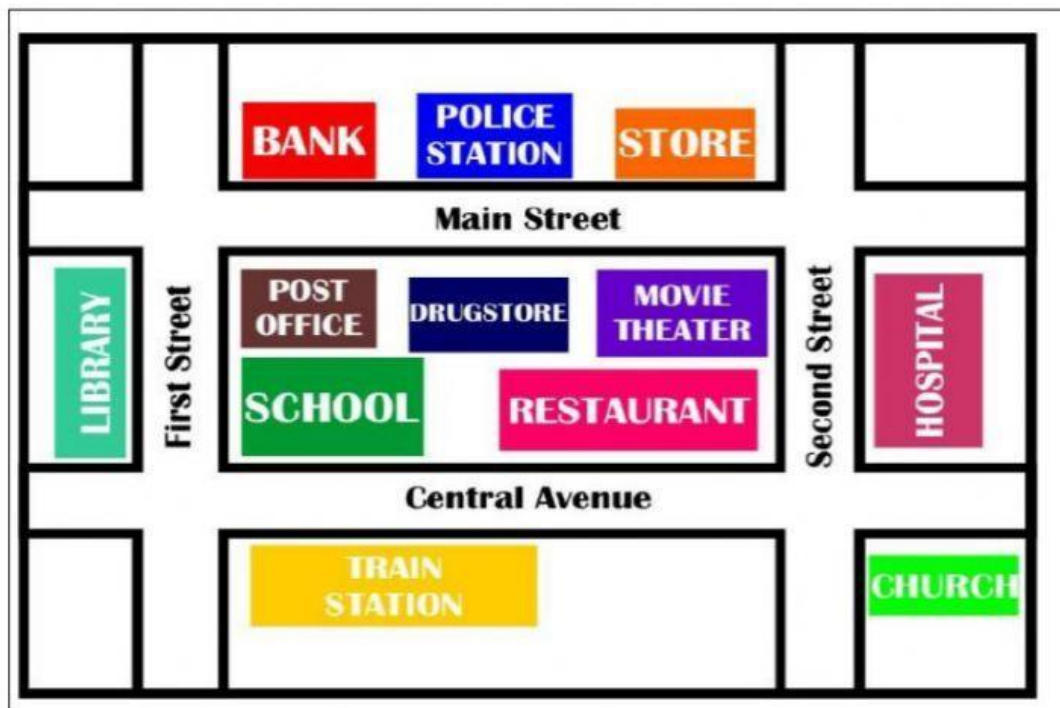 BANK
POLICE
STATION
STORE
Main Street
LIBRARY
First Street
POST
OFFICE
DRUGSTORE
MOVIE
THEATER
SCHOOL
RESTAURANT
Second Street
HOSPITAL
Central Avenue
TRAIN
STATION
CHURCH